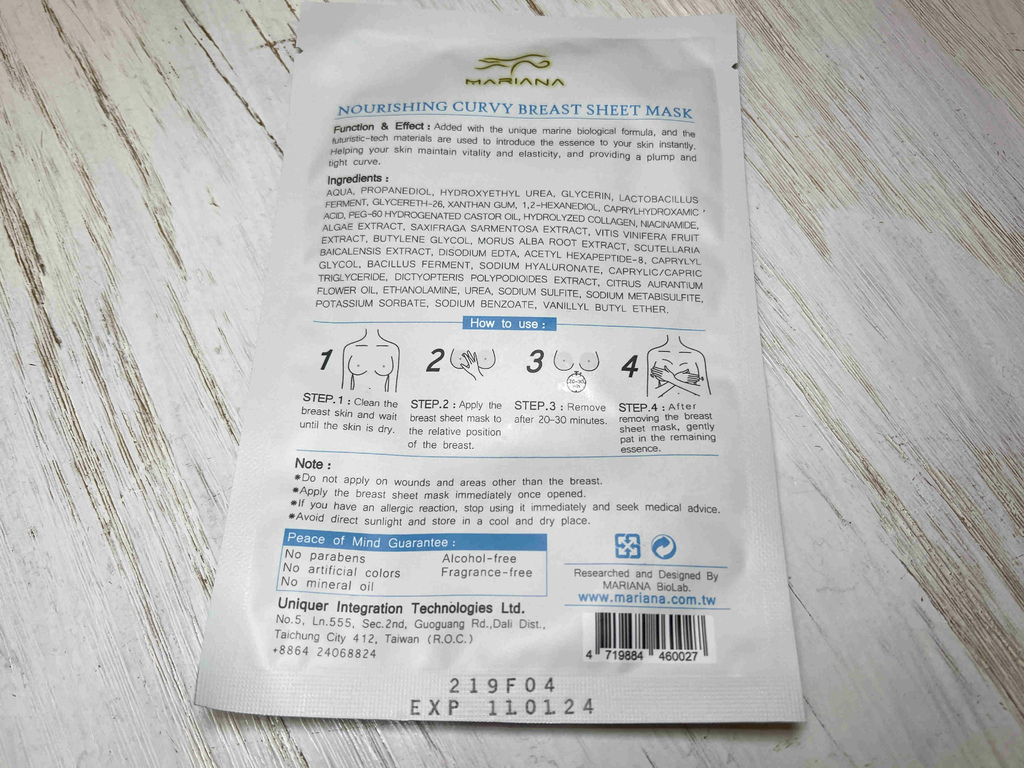 MARIANA
NOURISHING CURVY BREAST SHEET MASK
Function & Effect : Added with the unique marine biological formula, and the
futuristic-tech materials are used to introduce the essence to your skin instantly.
Helping your skin maintain vitality and elasticity, and providing a plump and
tight curve.
Ingredients :
AQUA, PROPANEDIOL, HYDROXYETHYL UREA, GLYCERIN, LACTOBACILLUS
FERMENT, GLYCERETH-26, XANTHAN GUM, 1,2-HEXANEDIOL, CAPRYLHYDROXAMIC
ACID, PEG-60 HYDROGENATED CASTOR OIL, HYDROLYZED COLLAGEN, NIACINAMIDE,
ALGAE EXTRACT, SAXIFRAGA SARMENTOSA EXTRACT, VITIS VINIFERA FRUIT
EXTRACT, BUTYLENE GLYCOL, MORUS ALBA ROOT EXTRACT, SCUTELLARIA
BAICALENSIS EXTRACT, DISODIUM EDTA, ACETYL HEXAPEPTIDE-8, CAPRYLYL
GLYCOL, BACILLUS FERMENT, SODIUM HYALURONATE, CAPRYLIC/CAPRIC
TRIGLYCERIDE, DICTYOPTERIS POLYPODIOIDES EXTRACT, CITRUS AURANTIUM
FLOWER OIL, ETHANOLAMINE, UREA, SODIUM SULFITE, SODIUM METABISULFITE,
POTASSIUM SORBATE, SODIUM BENZOATE, VANILLYL BUTYL ETHER.
How to use :
1
STEP.1 : Clean the
breast skin and wait
until the skin is dry.
2
STEP.2 : Apply the
breast sheet mask to
the relative position
of the breast.
3
20-30
MIN
STEP.3 : Remove
after 20-30 minutes.
4
STEP.4 : After
removing the breast
sheet mask, gently
pat in the remaining
essence.
Note :
*Do not apply on wounds and areas other than the breast.
*Apply the breast sheet mask immediately once opened.
*If you have an allergic reaction, stop using it immediately and seek medical advice.
*Avoid direct sunlight and store in a cool and dry place.
Peace of Mind Guarantee :
No parabens Alcohol-free
No artificial colors Fragrance-free
No mineral oil
Researched and Designed By
MARIANA BioLab.
www.mariana.com.tw
Uniquer Integration Technologies Ltd.
No.5, Ln.555, Sec.2nd, Guoguang Rd.,Dali Dist.,
Taichung City 412, Taiwan (R.O.C.)
+8864 24068824
4 719884 460027
219F04
EXP 110124